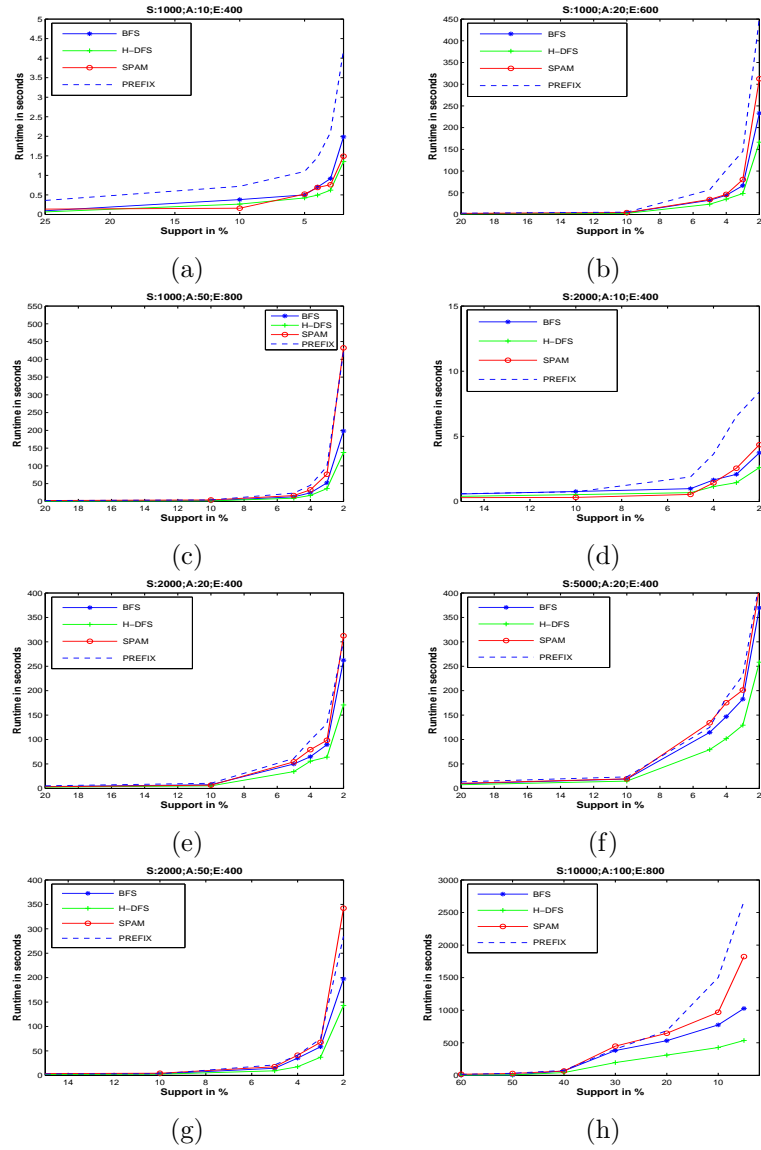 S:1000;A:10;E:400
5
4.5
4
3.5
3
2.5
2
1.5
1
0.5
0
25 20 15 10 5
Runtime in seconds
Support in %
BFS
H-DFS
SPAM
PREFIX
(a)
S:1000;A:20;E:600
450
400
350
300
250
200
150
100
50
0
20 18 16 14 12 10 8 6 4 2
Runtime in seconds
Support in %
BFS
H-DFS
SPAM
PREFIX
(b)
S:1000;A:50;E:800
550
500
450
400
350
300
250
200
150
100
50
0
20 18 16 14 12 10 8 6 4 2
Runtime in seconds
Support in %
BFS
H-DFS
SPAM
PREFIX
(c)
S:2000;A:10;E:400
15
10
5
0
14 12 10 8 6 4 2
Runtime in seconds
Support in %
BFS
H-DFS
SPAM
PREFIX
(d)
S:2000;A:20;E:400
400
350
300
250
200
150
100
50
0
20 18 16 14 12 10 8 6 4 2
Runtime in seconds
Support in %
BFS
H-DFS
SPAM
PREFIX
(e)
S:5000;A:20;E:400
400
350
300
250
200
150
100
50
0
20 18 16 14 12 10 8 6 4 2
Runtime in seconds
Support in %
BFS
H-DFS
SPAM
PREFIX
(f)
S:2000;A:50;E:400
400
350
300
250
200
150
100
50
0
14 12 10 8 6 4 2
Runtime in seconds
Support in %
BFS
H-DFS
SPAM
PREFIX
(g)
S:10000;A:100;E:800
3000
2500
2000
1500
1000
500
0
60 50 40 30 20 10
Runtime in seconds
Support in %
BFS
H-DFS
SPAM
PREFIX
(h)